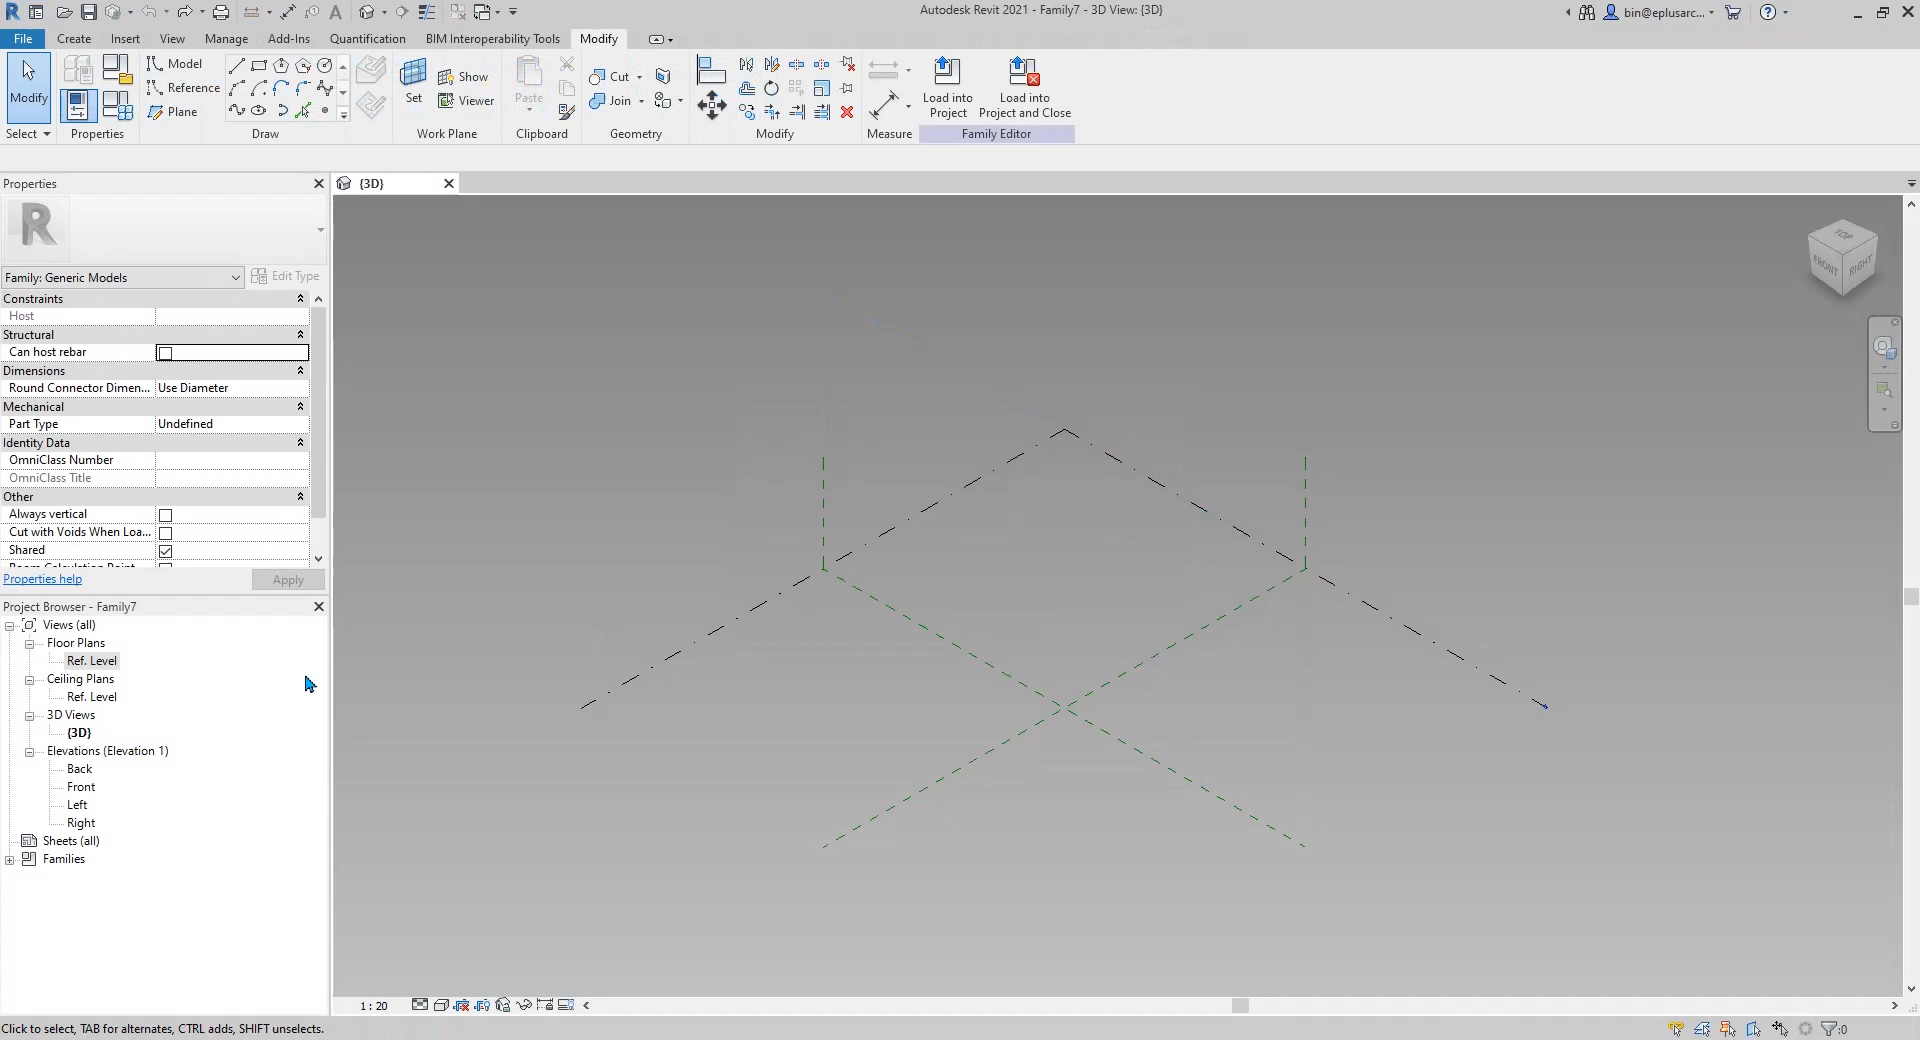 Autodesk Revit 2021 - Family7 - 3D View: {3D}
bin@eplusarc...
File
Create
Insert
View
Manage
Add-Ins
Quantification
BIM Interoperability Tools
Modify
Modify
Select
Properties
Model
Reference
Plane
Draw
Set
Show
Viewer
Work Plane
Paste
Clipboard
Cut
Join
Geometry
Modify
Measure
Load into
Project
Load into
Project and Close
Family Editor
Properties
{3D}
R
Family: Generic Models
Edit Type
Constraints
Host
Structural
Can host rebar
Dimensions
Round Connector Dimen... Use Diameter
Mechanical
Part Type Undefined
Identity Data
OmniClass Number
OmniClass Title
Other
Always vertical
Cut with Voids When Loa...
Shared
Properties help
Apply
Project Browser - Family7
Views (all)
Floor Plans
Ref. Level
Ceiling Plans
Ref. Level
3D Views
{3D}
Elevations (Elevation 1)
Back
Front
Left
Right
Sheets (all)
Families
TOP
FRONT
RIGHT
1 : 20
Click to select, TAB for alternates, CTRL adds, SHIFT unselects.
:0